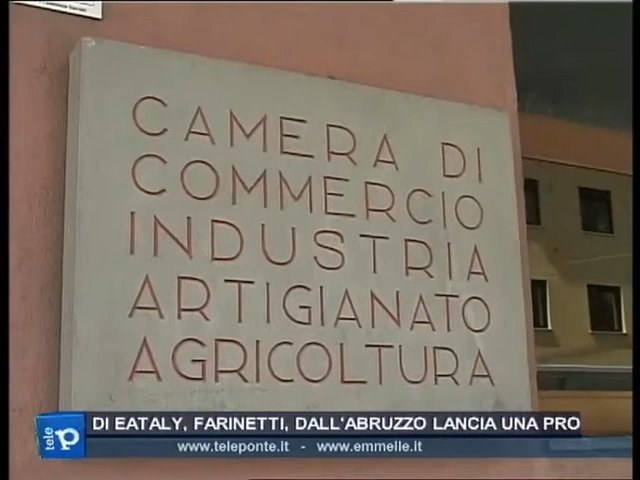 CAMERA DI
COMMERCIO
INDUSTRIA
ARTIGIANATO
AGRICOLTURA
tele p
DI EATALY, FARINETTI, DALL'ABRUZZO LANCIA UNA PRO
www.teleponte.it - www.emmelle.it